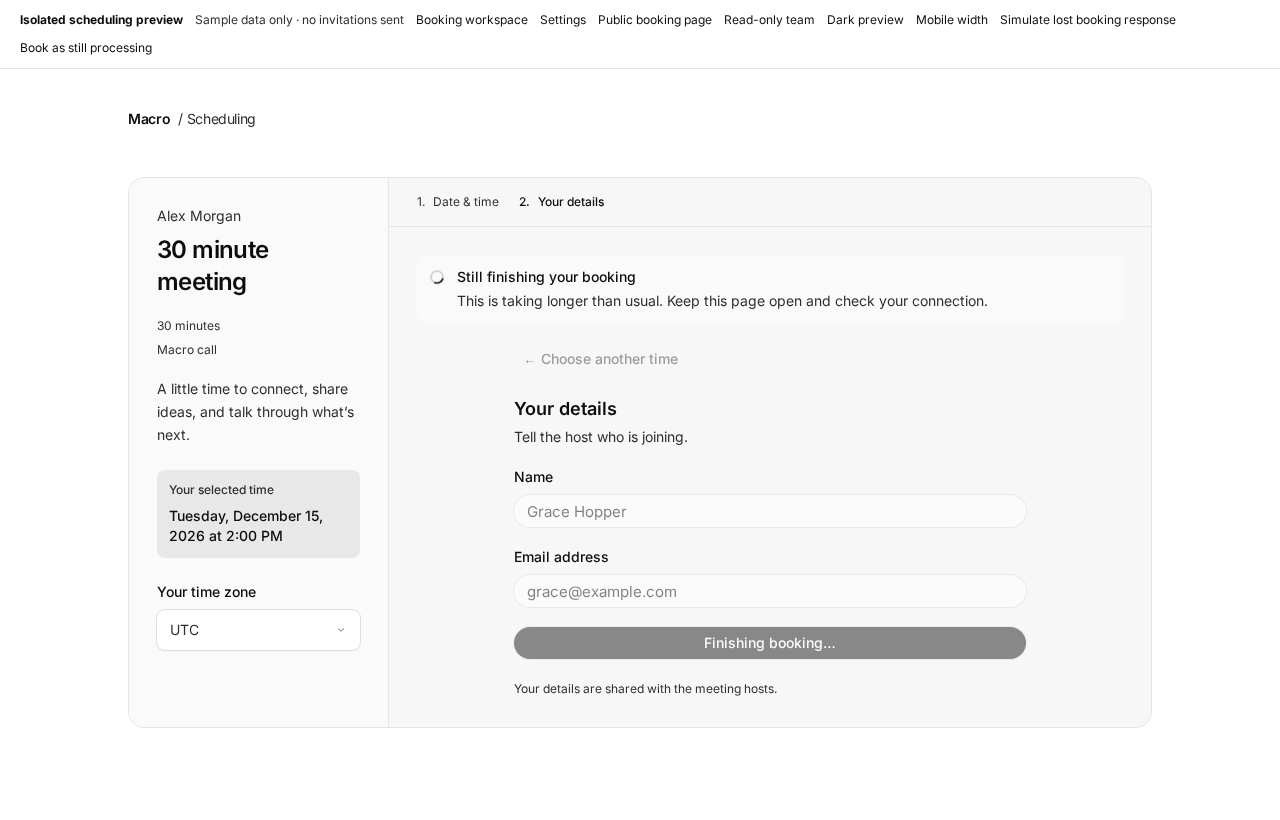 Isolated scheduling preview Sample data only · no invitations sent Booking workspace Settings Public booking page Read-only team Dark preview Mobile width Simulate lost booking response
Book as still processing
Macro / Scheduling
Alex Morgan
30 minute
meeting
30 minutes
Macro call
A little time to connect, share
ideas, and talk through what’s
next.
Your selected time
Tuesday, December 15,
2026 at 2:00 PM
Your time zone
UTC
1. Date & time 2. Your details
Still finishing your booking
This is taking longer than usual. Keep this page open and check your connection.
← Choose another time
Your details
Tell the host who is joining.
Name
Grace Hopper
Email address
grace@example.com
Finishing booking…
Your details are shared with the meeting hosts.